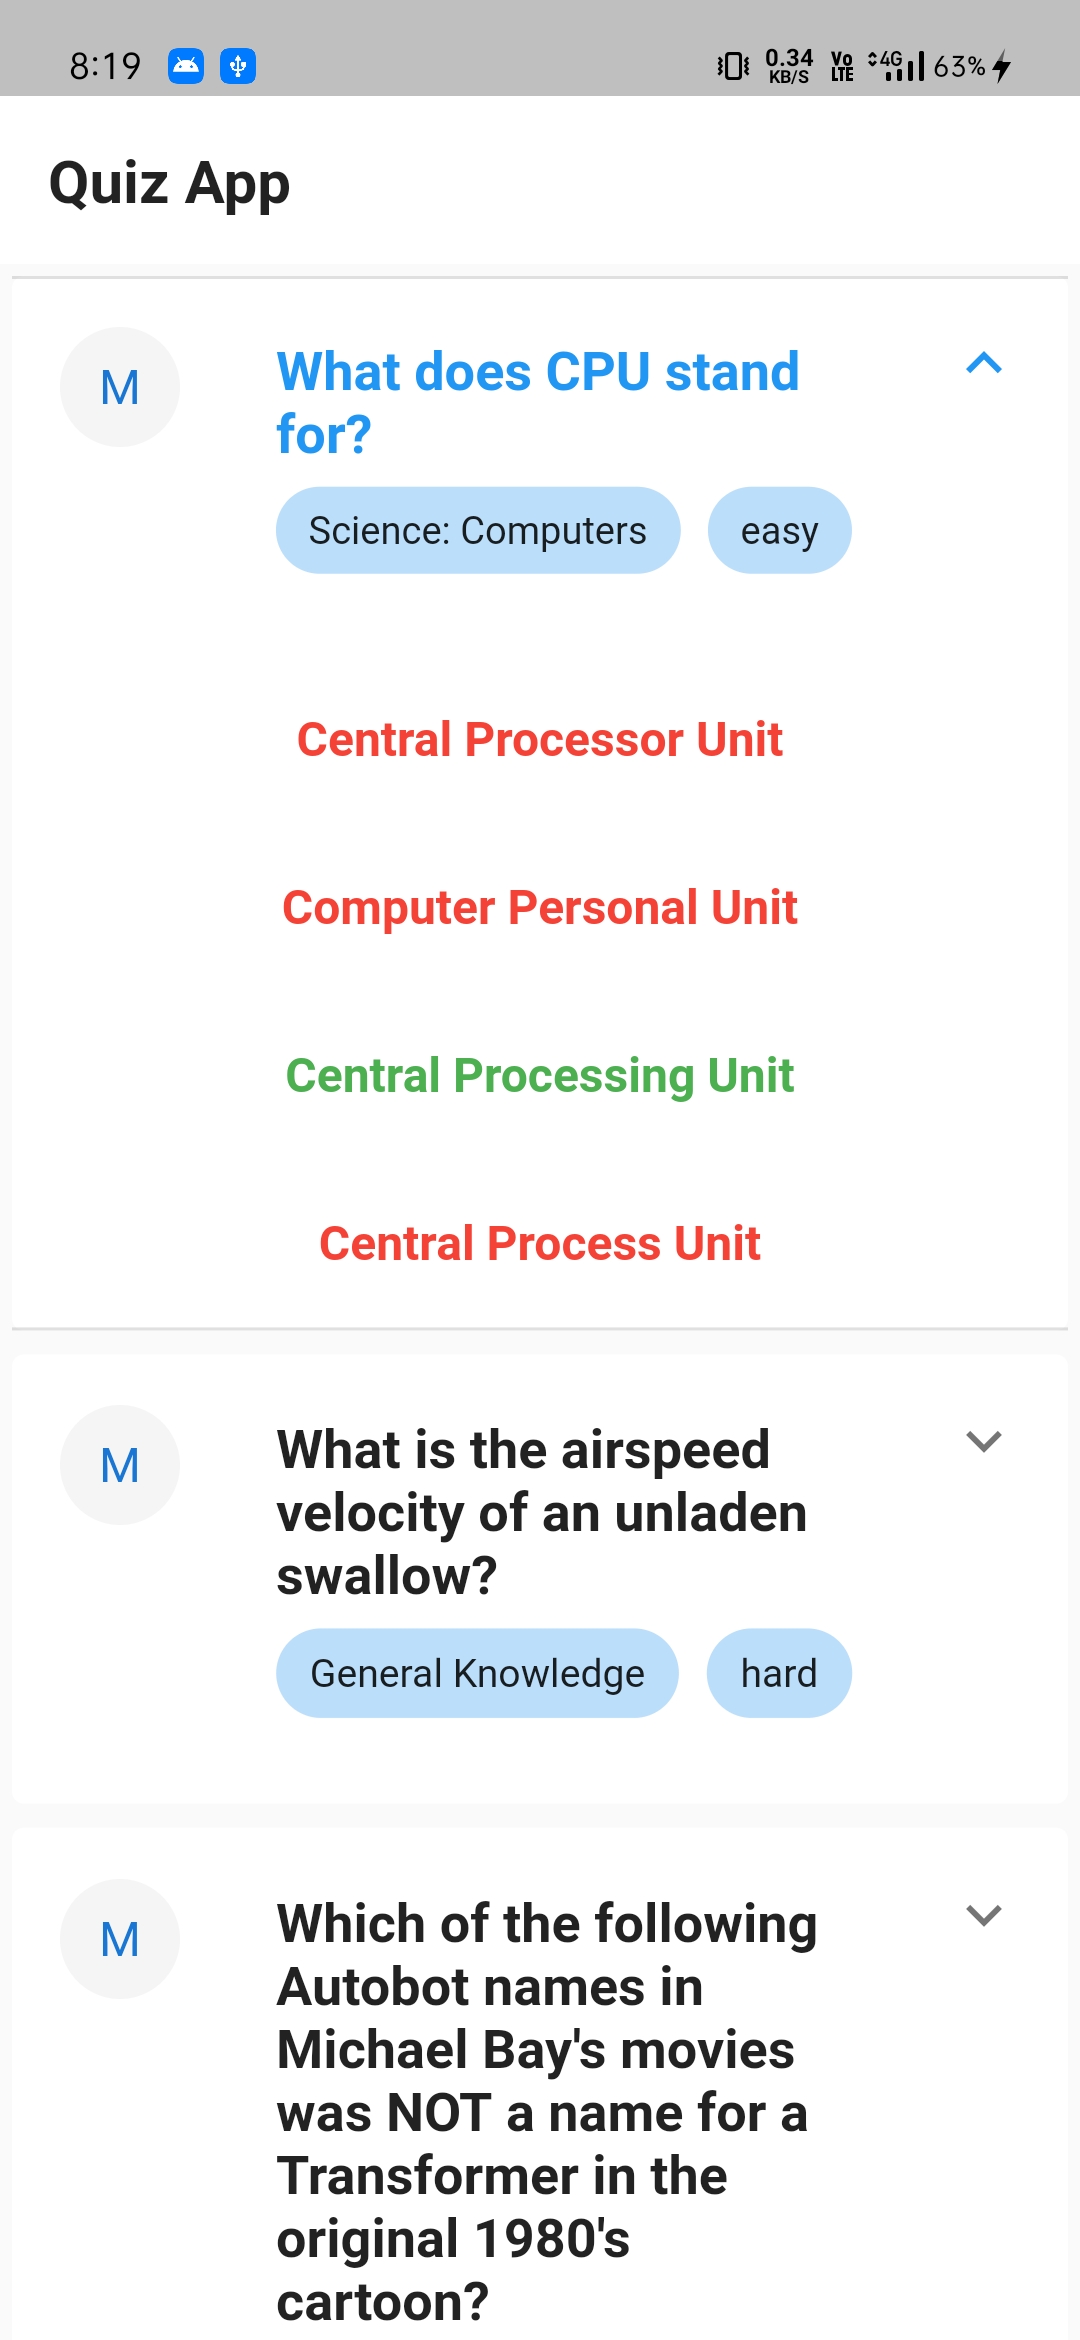 8:19 0.34 KB/S Vo LTE 4G 63%
Quiz App
M
What does CPU stand
for?
Science: Computers easy
Central Processor Unit
Computer Personal Unit
Central Processing Unit
Central Process Unit
M
What is the airspeed
velocity of an unladen
swallow?
General Knowledge hard
M
Which of the following
Autobot names in
Michael Bay's movies
was NOT a name for a
Transformer in the
original 1980's
cartoon?